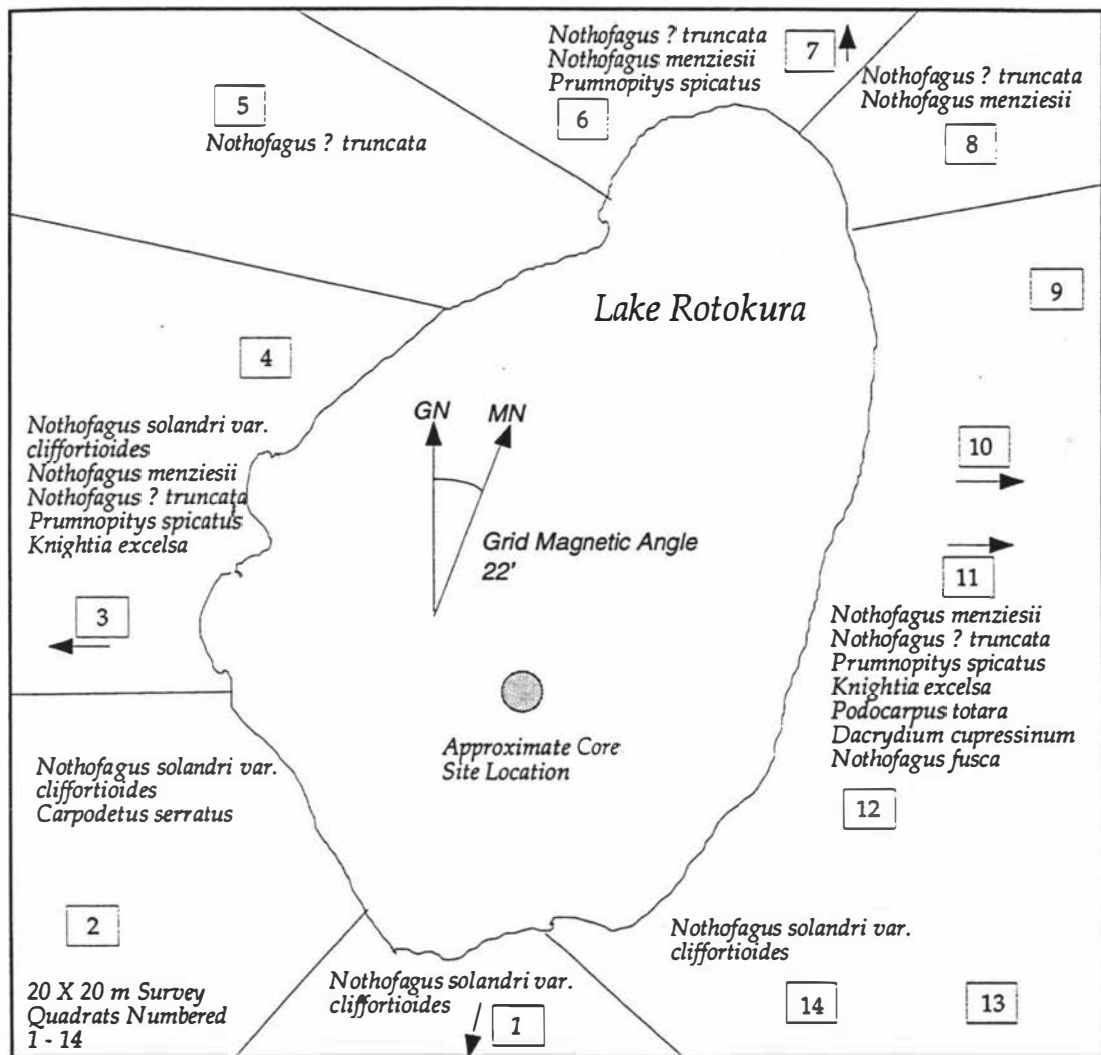 Nothofagus ? truncata
Nothofagus menziesii
Prumnopitys spicatus
7
6
Nothofagus ? truncata
Nothofagus menziesii
8
5
Nothofagus ? truncata
Lake Rotokura
9
4
GN
MN
Nothofagus solandri var.
cliffortioides
Nothofagus menziesii
Nothofagus ? truncata
Prumnopitys spicatus
Knightia excelsa
10
Grid Magnetic Angle
22'
11
3
Nothofagus menziesii
Nothofagus ? truncata
Prumnopitys spicatus
Knightia excelsa
Podocarpus totara
Dacrydium cupressinum
Nothofagus fusca
Approximate Core
Site Location
Nothofagus solandri var.
cliffortioides
Carpodetus serratus
12
2
Nothofagus solandri var.
cliffortioides
Nothofagus solandri var.
cliffortioides
20 X 20 m Survey
Quadrats Numbered
1 - 14
1
14
13